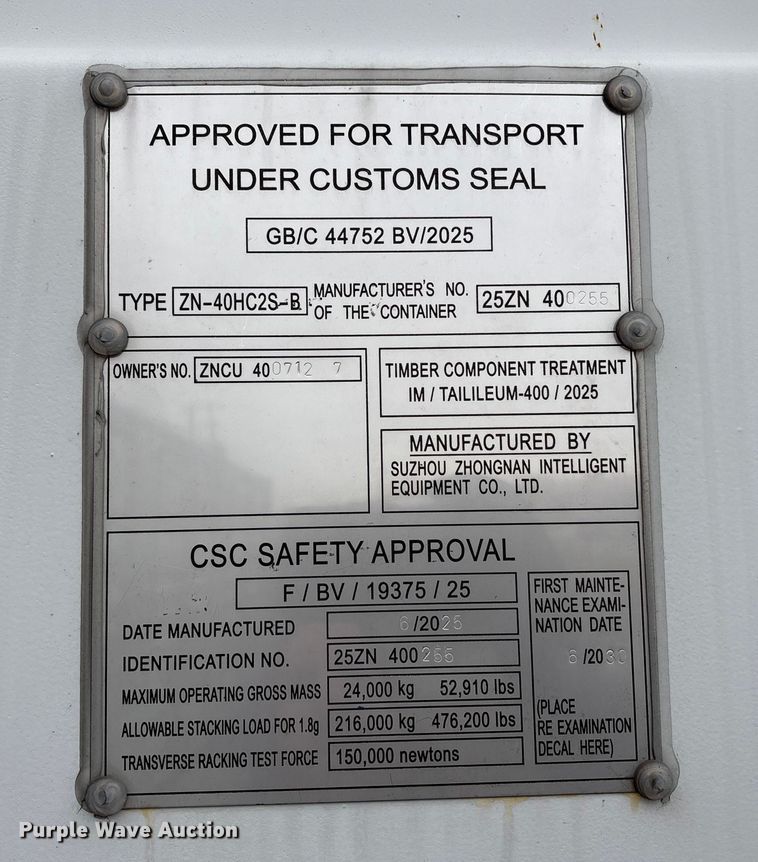 APPROVED FOR TRANSPORT
UNDER CUSTOMS SEAL
GB/C 44752 BV/2025
TYPE ZN-40HC2S-B MANUFACTURER'S NO. OF THE CONTAINER 25ZN 400255
OWNER'S NO. ZNCU 400712 7
TIMBER COMPONENT TREATMENT
IM / TAILILEUM-400 / 2025
MANUFACTURED BY
SUZHOU ZHONGNAN INTELLIGENT
EQUIPMENT CO., LTD.
CSC SAFETY APPROVAL
F / BV / 19375 / 25
DATE MANUFACTURED 6/2025
IDENTIFICATION NO. 25ZN 400255
MAXIMUM OPERATING GROSS MASS 24,000 kg 52,910 lbs
ALLOWABLE STACKING LOAD FOR 1.8g 216,000 kg 476,200 lbs
TRANSVERSE RACKING TEST FORCE 150,000 newtons
FIRST MAINTE-
NANCE EXAMI-
NATION DATE
6/2030
(PLACE
RE EXAMINATION
DECAL HERE)
Purple Wave Auction